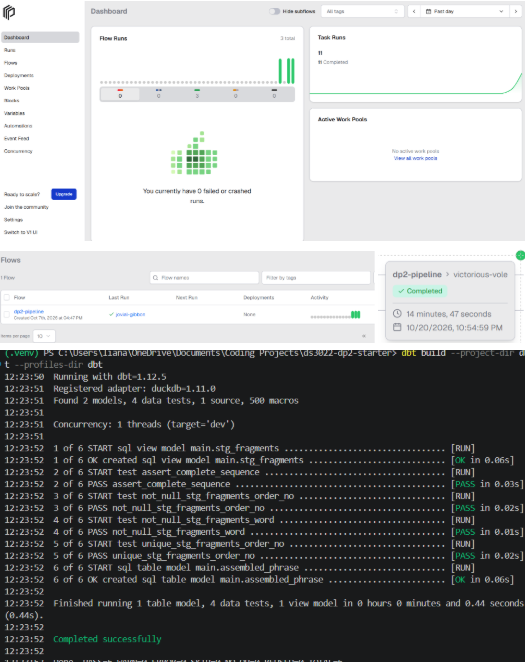 Dashboard
Hide subflows
All tags
Past day
Dashboard
Runs
Flows
Deployments
Work Pools
Blocks
Variables
Automations
Event Feed
Concurrency
Ready to scale?
Upgrade
Join the community
Settings
Switch to V1 UI
Flow Runs
3 total
0
0
3
0
0
You currently have 0 failed or crashed
runs.
Task Runs
11
11 Completed
Active Work Pools
No active work pools
View all work pools
Flows
1 Flow
Flow names
Filter by tags
Flow
Last Run
Next Run
Deployments
Activity
dp2-pipeline
None
Items per page
10
dp2-pipeline > victorious-vole
Completed
14 minutes, 47 seconds
10/20/2026, 10:54:59 PM
(.venv) PS C:\Users\liana\OneDrive\Documents\Coding Projects\ds3022-dp2-starter> dbt build --project-dir d
t --profiles-dir dbt
12:23:50 Running with dbt=1.12.5
12:23:51 Registered adapter: duckdb=1.11.0
12:23:51 Found 2 models, 4 data tests, 1 source, 500 macros
12:23:51
12:23:51 Concurrency: 1 threads (target='dev')
12:23:51
12:23:52 1 of 6 START sql view model main.stg_fragments ................................ [RUN]
12:23:52 1 of 6 OK created sql view model main.stg_fragments ........................... [OK in 0.06s]
12:23:52 2 of 6 START test assert_complete_sequence .................................... [RUN]
12:23:52 2 of 6 PASS assert_complete_sequence .......................................... [PASS in 0.03s]
12:23:52 3 of 6 START test not_null_stg_fragments_order_no ............................. [RUN]
12:23:52 3 of 6 PASS not_null_stg_fragments_order_no ................................... [PASS in 0.02s]
12:23:52 4 of 6 START test not_null_stg_fragments_word ................................. [RUN]
12:23:52 4 of 6 PASS not_null_stg_fragments_word ....................................... [PASS in 0.01s]
12:23:52 5 of 6 START test unique_stg_fragments_order_no ............................... [RUN]
12:23:52 5 of 6 PASS unique_stg_fragments_order_no ..................................... [PASS in 0.02s]
12:23:52 6 of 6 START sql table model main.assembled_phrase ............................ [RUN]
12:23:52 6 of 6 OK created sql table model main.assembled_phrase ....................... [OK in 0.06s]
12:23:52
12:23:52 Finished running 1 table model, 4 data tests, 1 view model in 0 hours 0 minutes and 0.44 seconds
(0.44s).
12:23:52
12:23:52 Completed successfully
12:23:52